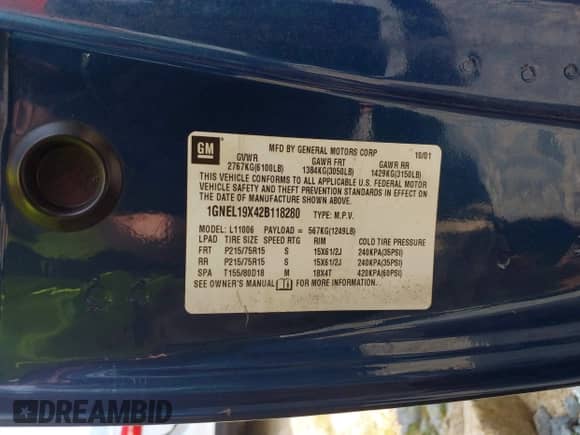 GM
MFD BY GENERAL MOTORS CORP 10/01
GVWR GAWR FRT GAWR RR
2767KG(6100LB) 1384KG(3050LB) 1429KG(3150LB)
THIS VEHICLE CONFORMS TO ALL APPLICABLE U.S. FEDERAL MOTOR
VEHICLE SAFETY AND THEFT PREVENTION STANDARDS IN EFFECT ON
THE DATE OF MANUFACTURE SHOWN ABOVE.
1GNEL19X42B118280 TYPE: M.P.V.
MODEL: L11006 PAYLOAD = 567KG(1249LB)
LPAD TIRE SIZE SPEED RTG RIM COLD TIRE PRESSURE
FRT P215/75R15 S 15X61/2J 240KPA(35PSI)
RR P215/75R15 S 15X61/2J 240KPA(35PSI)
SPA T155/80D18 M 18X4T 420KPA(60PSI)
SEE OWNER'S MANUAL FOR MORE INFORMATION.
DREAMBID